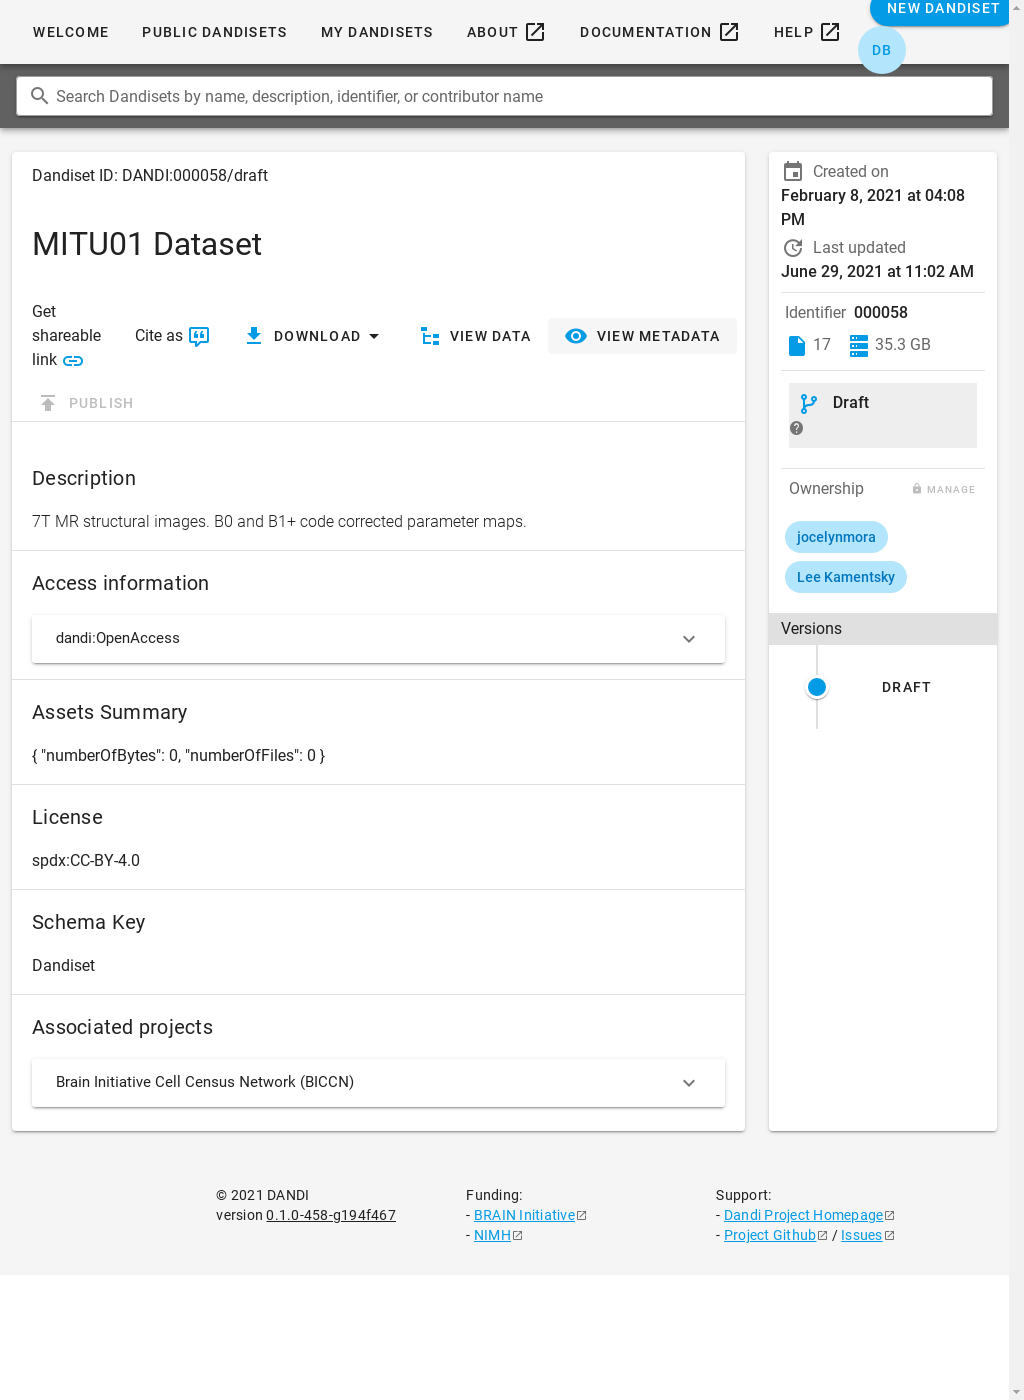 WELCOME
PUBLIC DANDISETS
MY DANDISETS
ABOUT
DOCUMENTATION
HELP
NEW DANDISET
DB
Search Dandisets by name, description, identifier, or contributor name
Dandiset ID: DANDI:000058/draft
MITU01 Dataset
Get
shareable
link
Cite as
DOWNLOAD
VIEW DATA
VIEW METADATA
PUBLISH
Description
7T MR structural images. B0 and B1+ code corrected parameter maps.
Access information
dandi:OpenAccess
Assets Summary
{ "numberOfBytes": 0, "numberOfFiles": 0 }
License
spdx:CC-BY-4.0
Schema Key
Dandiset
Associated projects
Brain Initiative Cell Census Network (BICCN)
Created on
February 8, 2021 at 04:08
PM
Last updated
June 29, 2021 at 11:02 AM
Identifier 000058
17 35.3 GB
Draft
Ownership
MANAGE
jocelynmora
Lee Kamentsky
Versions
DRAFT
© 2021 DANDI
version 0.1.0-458-g194f467
Funding:
- BRAIN Initiative
- NIMH
Support:
- Dandi Project Homepage
- Project Github / Issues